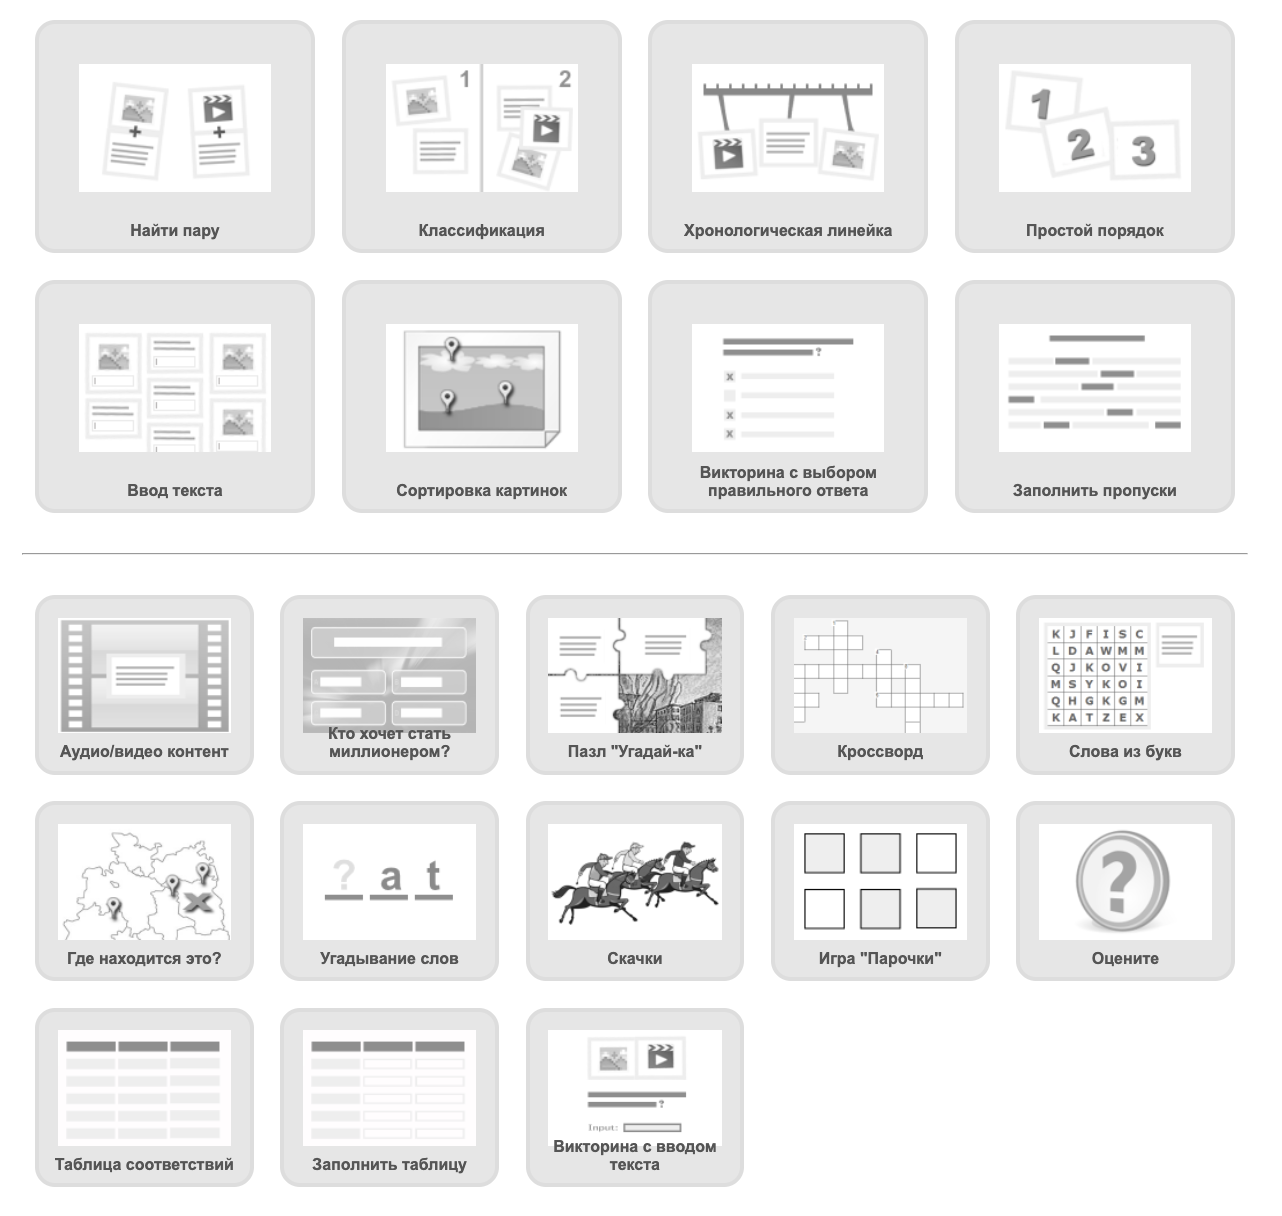 1
2
1
2
3
Найти пару
Классификация
Хронологическая линейка
Простой порядок
?
x
x
x
Ввод текста
Сортировка картинок
Викторина с выбором
правильного ответа
Заполнить пропуски
K J F I S C
L D A W M M
Q J K O V I
M S Y K O I
Q H G K G M
K A T Z E X
Аудио/видео контент
Кто хочет стать
миллионером?
Пазл "Угадай-ка"
Кроссворд
Слова из букв
? a t
?
Где находится это?
Угадывание слов
Скачки
Игра "Парочки"
Оцените
?
Input:
Таблица соответствий
Заполнить таблицу
Викторина с вводом
текста